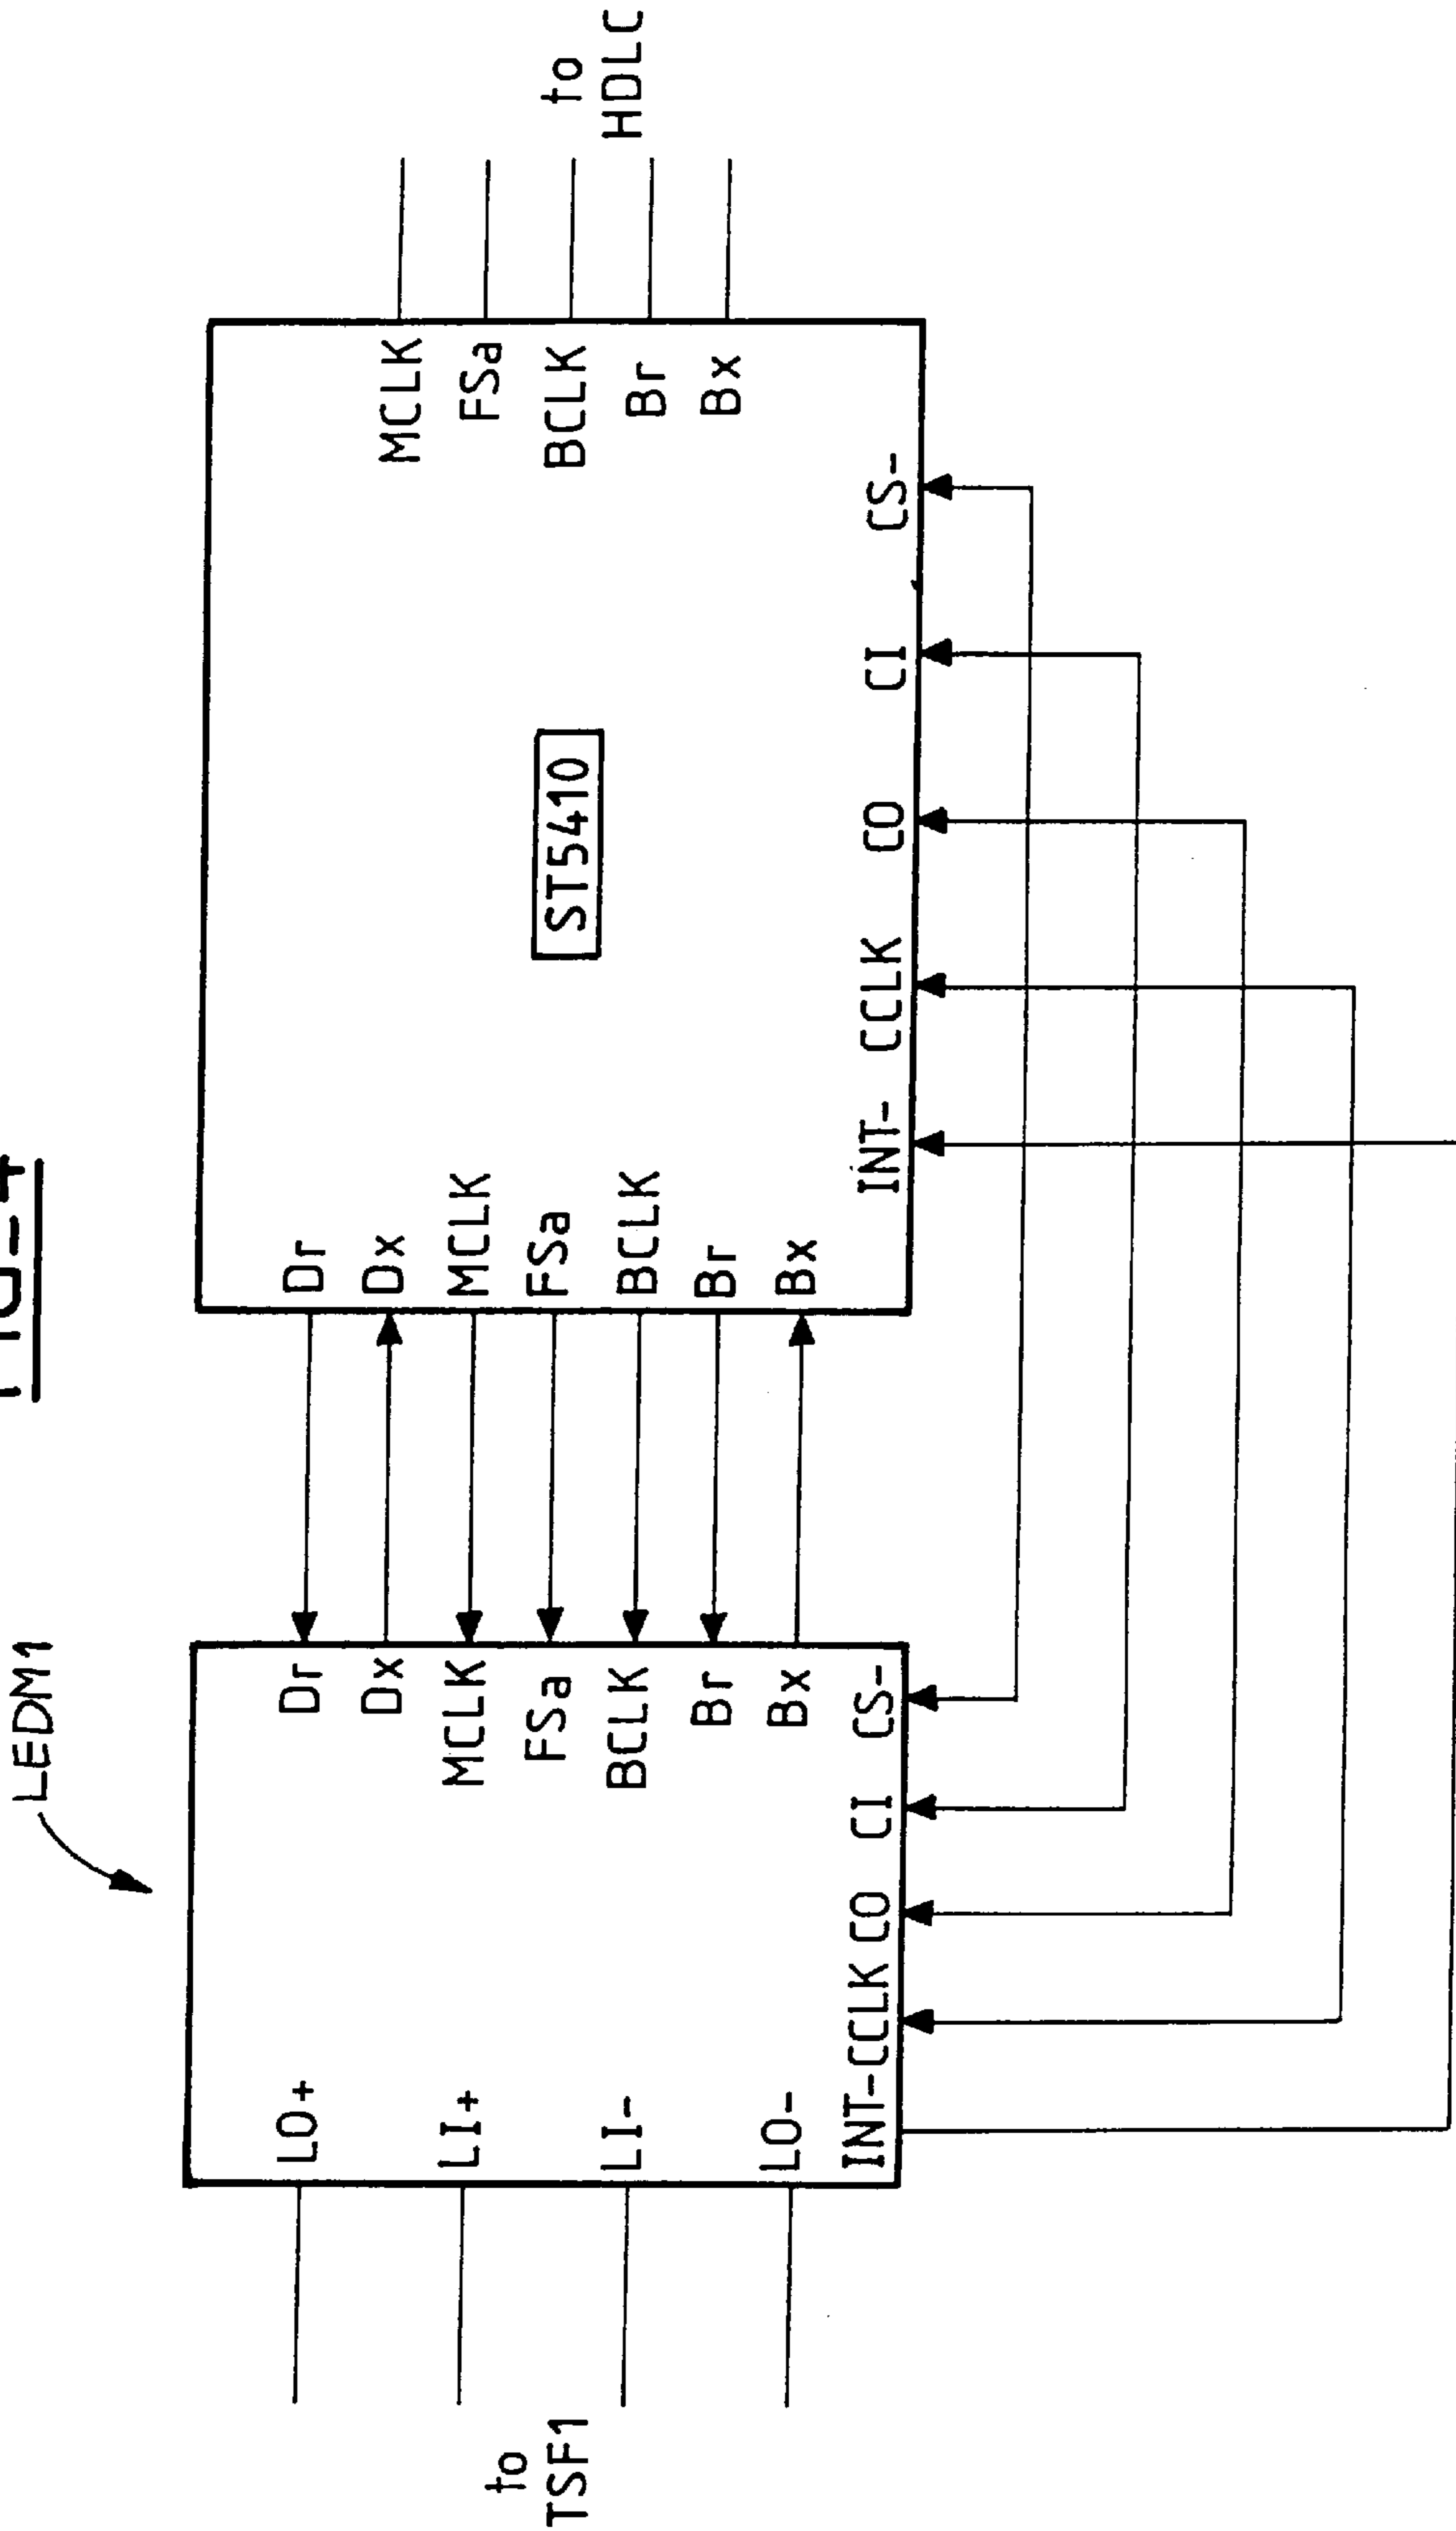 LEDM1
to
TSF1
LO+
LI+
LI-
LO-
Dr
Dx
MCLK
FSa
BCLK
Br
Bx
INT-
CCLK
CO
CI
CS-
Dr
Dx
MCLK
FSa
BCLK
Br
Bx
ST5410
INT-
CCLK
CO
CI
CS-
MCLK
FSa
BCLK
Br
Bx
to
HDLC